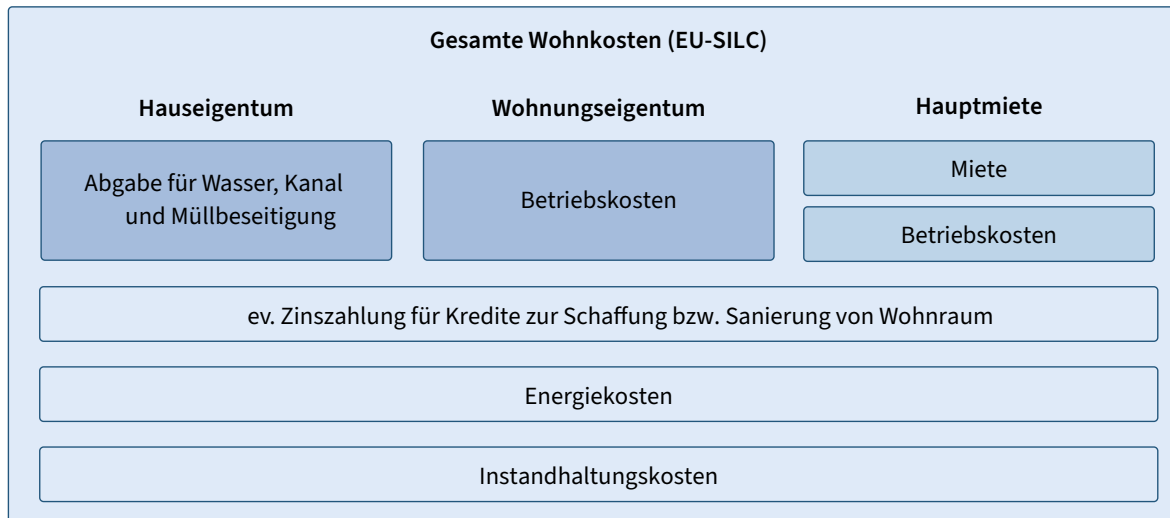 Gesamte Wohnkosten (EU-SILC)
Hauseigentum
Wohnungseigentum
Hauptmiete
Abgabe für Wasser, Kanal
und Müllbeseitigung
Betriebskosten
Miete
Betriebskosten
ev. Zinszahlung für Kredite zur Schaffung bzw. Sanierung von Wohnraum
Energiekosten
Instandhaltungskosten